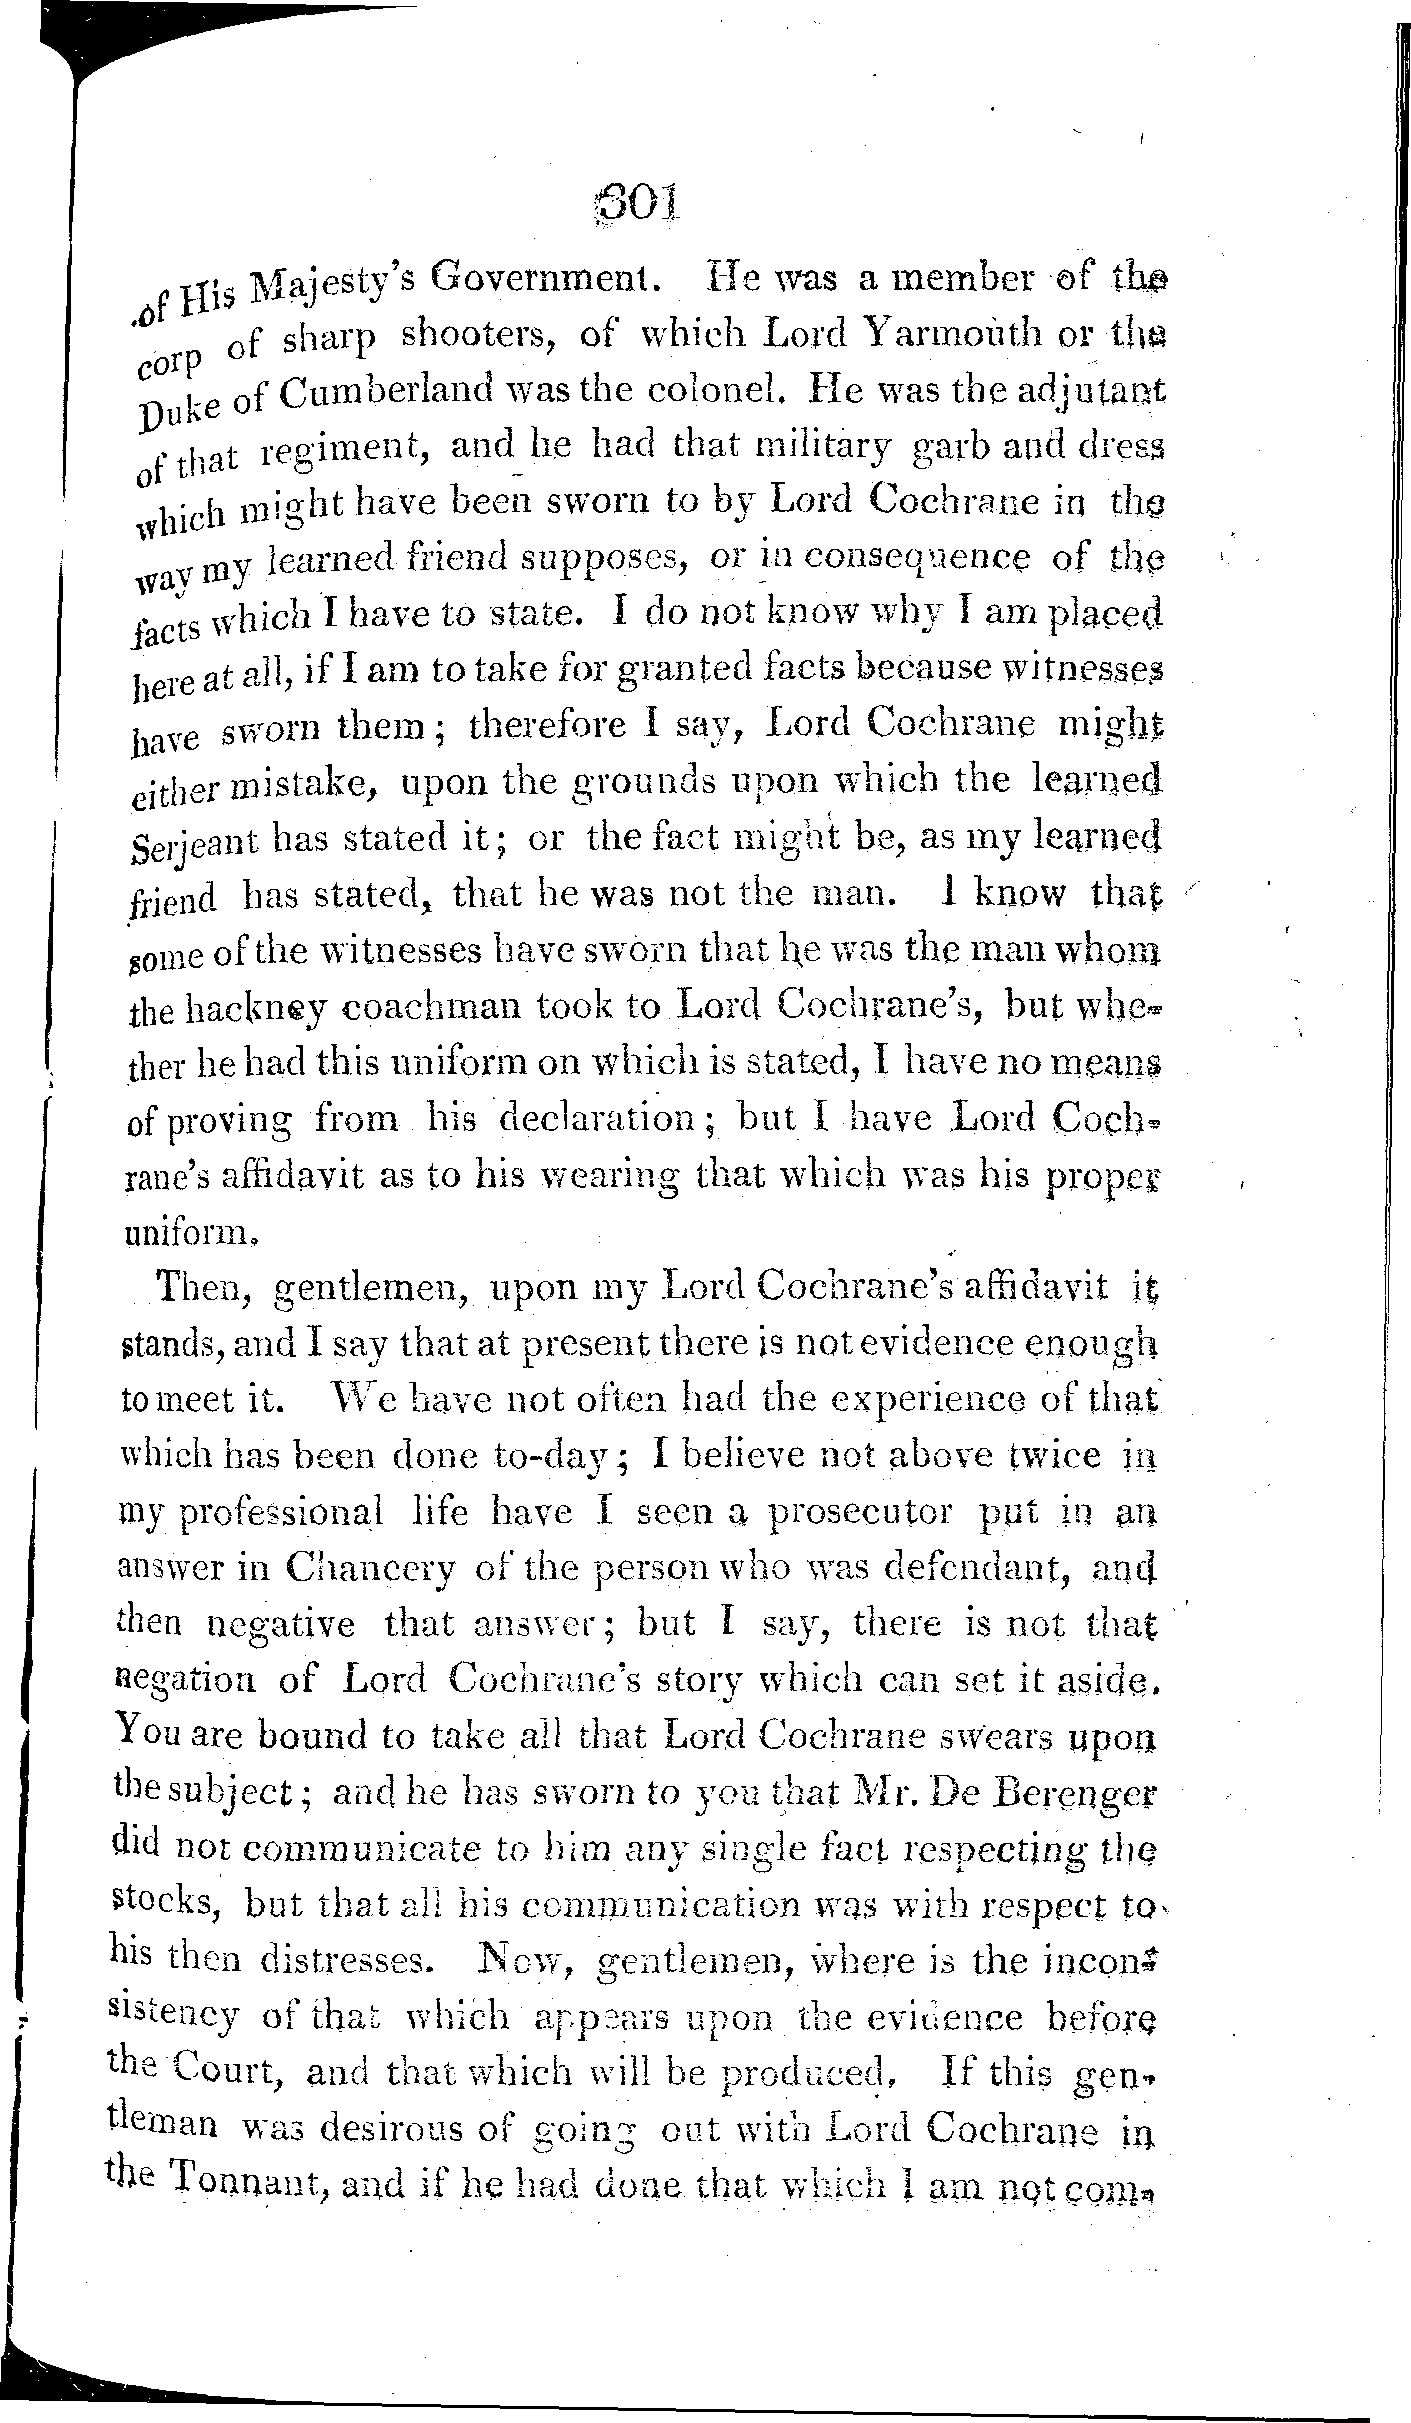 301
of His Majesty's Government. He was a member of the
corp of sharp shooters, of which Lord Yarmouth or the
Duke of Cumberland was the colonel. He was the adjutant
of that regiment, and he had that military garb and dress
which might have been sworn to by Lord Cochrane in the
way my learned friend supposes, or in consequence of the
facts which I have to state. I do not know why I am placed
here at all, if I am to take for granted facts because witnesses
have sworn them; therefore I say, Lord Cochrane might
either mistake, upon the grounds upon which the learned
Serjeant has stated it; or the fact might be, as my learned
friend has stated, that he was not the man. I know that
some of the witnesses have sworn that he was the man whom
the hackney coachman took to Lord Cochrane's, but whe-
ther he had this uniform on which is stated, I have no means
of proving from his declaration; but I have Lord Coch-
rane's affidavit as to his wearing that which was his proper
uniform.
Then, gentlemen, upon my Lord Cochrane's affidavit it
stands, and I say that at present there is not evidence enough
to meet it. We have not often had the experience of that
which has been done to-day; I believe not above twice in
my professional life have I seen a prosecutor put in an
answer in Chancery of the person who was defendant, and
then negative that answer; but I say, there is not that
negation of Lord Cochrane's story which can set it aside.
You are bound to take all that Lord Cochrane swears upon
the subject; and he has sworn to you that Mr. De Berenger
did not communicate to him any single fact respecting the
stocks, but that all his communication was with respect to
his then distresses. Now, gentlemen, where is the incon-
sistency of that which appears upon the evidence before
the Court, and that which will be produced. If this gen-
tleman was desirous of going out with Lord Cochrane in
the Tonnant, and if he had done that which I am not com-